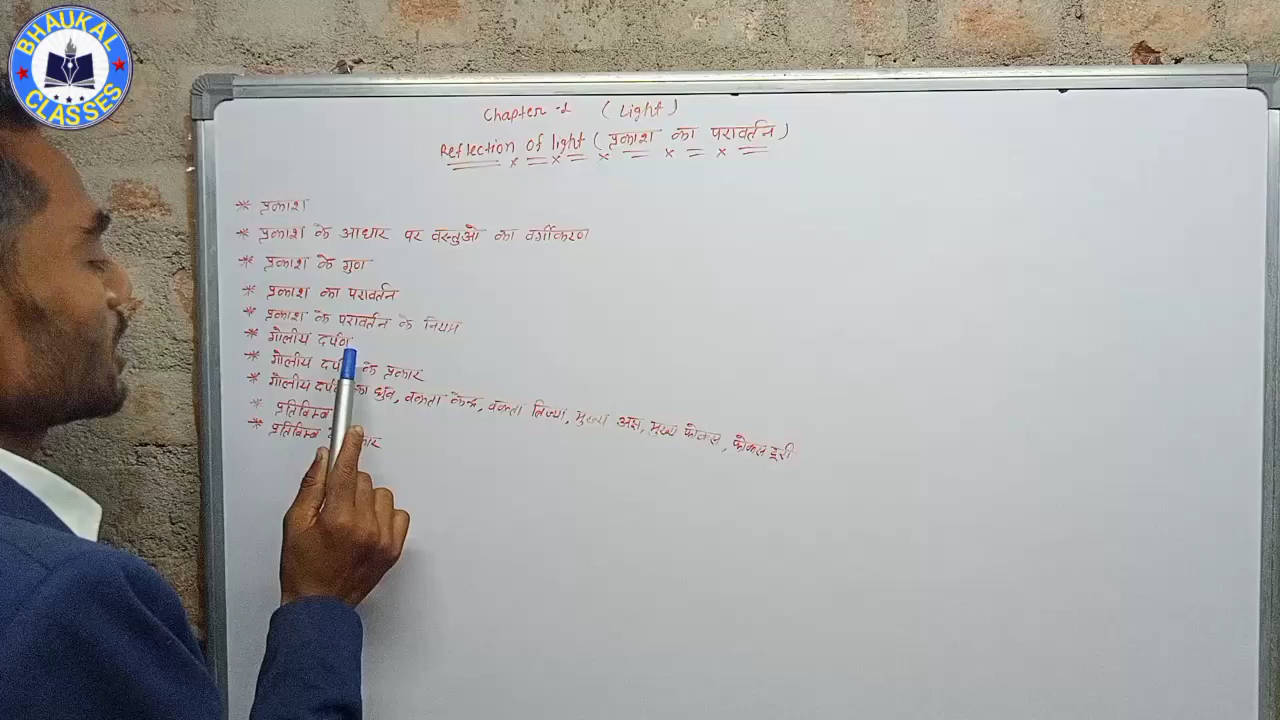 BHAUKAL CLASSES
Chapter-1 (Light)
Reflection of light (प्रकाश का परावर्तन)
* प्रकाश
* प्रकाश के आधार पर वस्तुओ का वर्गीकरण
* प्रकाश के गुण
* प्रकाश का परावर्तन
* प्रकाश के परावर्तन के नियम
* गोलीय दर्पण
* गोलीय के प्रकार
* गोलीय का ध्रुव, वक्रता केन्द्र, वक्रता त्रिज्या, मुख्य अक्ष, मुख्य फोकस, फोकस दूरी
* प्रतिविम्ब
* प्रतिविम्ब